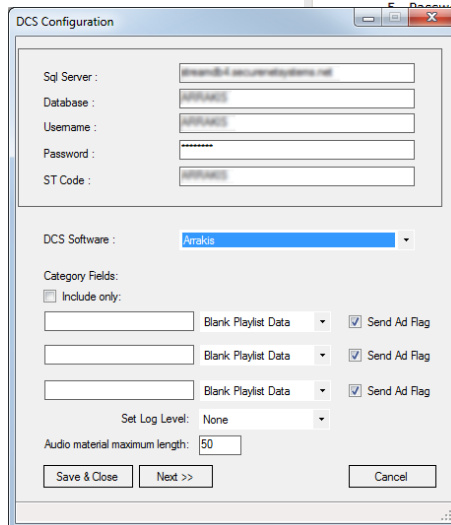 DCS Configuration
Sql Server :
Database :
Username :
Password : ********
ST Code :
DCS Software : Arrakis
Category Fields:
Include only:
Blank Playlist Data Send Ad Flag
Blank Playlist Data Send Ad Flag
Blank Playlist Data Send Ad Flag
Set Log Level: None
Audio material maximum length: 50
Save & Close Next >> Cancel